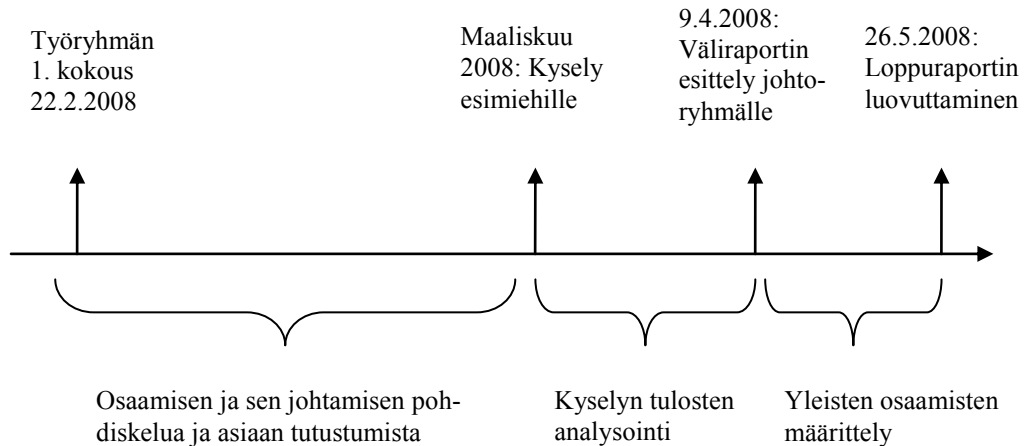 Työryhmän
1. kokous
22.2.2008
Maaliskuu
2008: Kysely
esimiehille
9.4.2008:
Väliraportin
esittely johto-
ryhmälle
26.5.2008:
Loppuraportin
luovuttaminen
Osaamisen ja sen johtamisen poh-
diskelua ja asiaan tutustumista
Kyselyn tulosten
analysointi
Yleisten osaamisten
määrittely